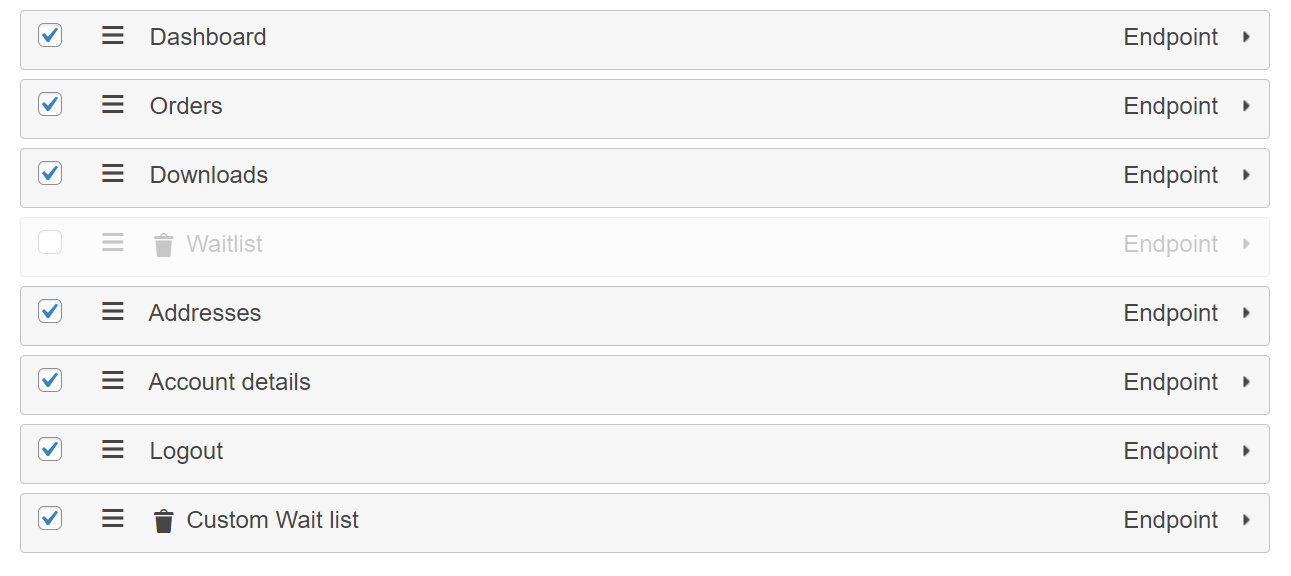 Dashboard Endpoint
Orders Endpoint
Downloads Endpoint
Waitlist Endpoint
Addresses Endpoint
Account details Endpoint
Logout Endpoint
Custom Wait list Endpoint